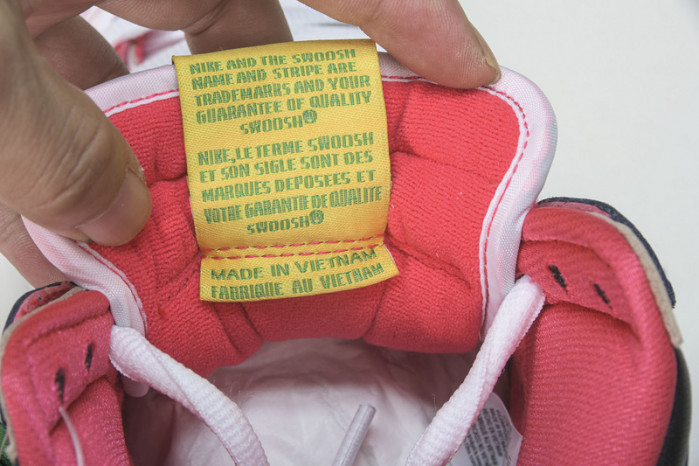 NIKE AND THE SWOOSH
NAME AND STRIPE ARE
TRADEMARKS AND YOUR
GUARANTEE OF QUALITY
SWOOSH®
NIKE, LE TERME SWOOSH
ET SON SIGLE SONT DES
MARQUES DEPOSEES ET
VOTRE GARANTIE DE QUALITE
SWOOSH®
MADE IN VIETNAM
FABRIQUE AU VIETNAM